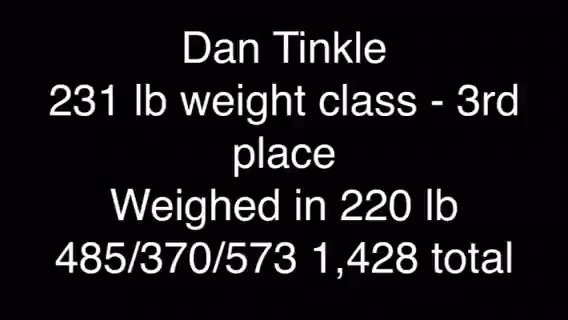 Dan Tinkle
231 lb weight class - 3rd
place
Weighed in 220 lb
485/370/573 1,428 total